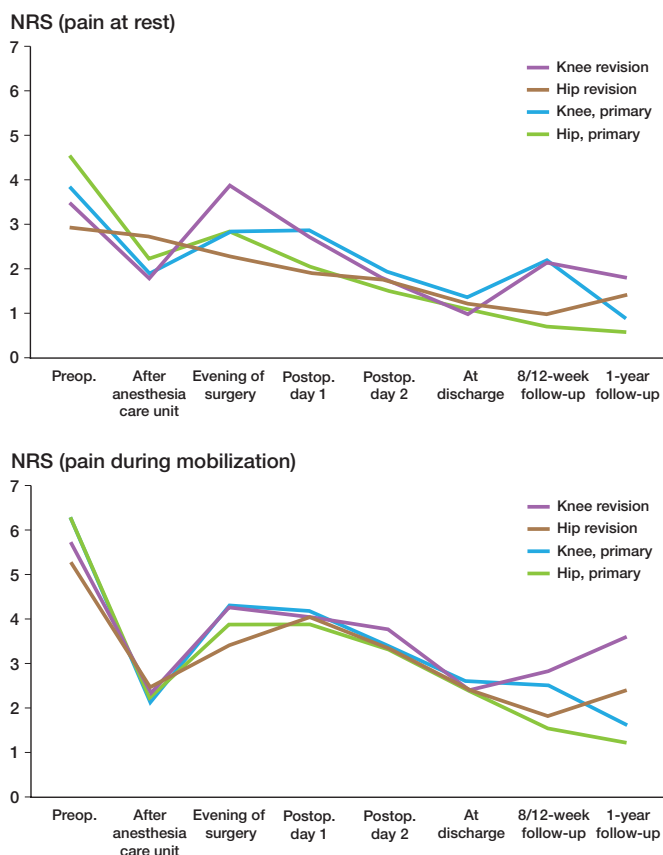 NRS (pain at rest)
7
6
5
4
3
2
1
0
Knee revision
Hip revision
Knee, primary
Hip, primary
Preop.
After
anesthesia
care unit
Evening of
surgery
Postop.
day 1
Postop.
day 2
At
discharge
8/12-week
follow-up
1-year
follow-up
NRS (pain during mobilization)
7
6
5
4
3
2
1
0
Knee revision
Hip revision
Knee, primary
Hip, primary
Preop.
After
anesthesia
care unit
Evening of
surgery
Postop.
day 1
Postop.
day 2
At
discharge
8/12-week
follow-up
1-year
follow-up